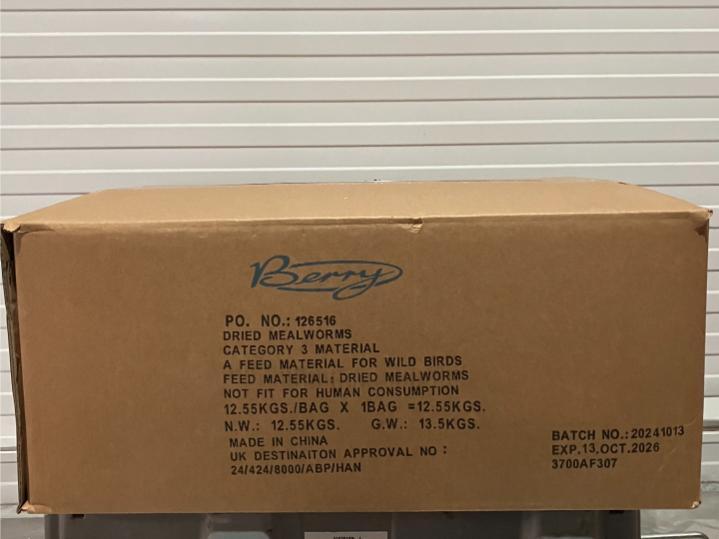 Berry
PO. NO.: 126516
DRIED MEALWORMS
CATEGORY 3 MATERIAL
A FEED MATERIAL FOR WILD BIRDS
FEED MATERIAL: DRIED MEALWORMS
NOT FIT FOR HUMAN CONSUMPTION
12.55KGS./BAG X 1BAG =12.55KGS.
N.W.: 12.55KGS. G.W.: 13.5KGS.
MADE IN CHINA
UK DESTINAITON APPROVAL NO :
24/424/8000/ABP/HAN
BATCH NO.: 20241013
EXP.13.OCT.2026
3700AF307